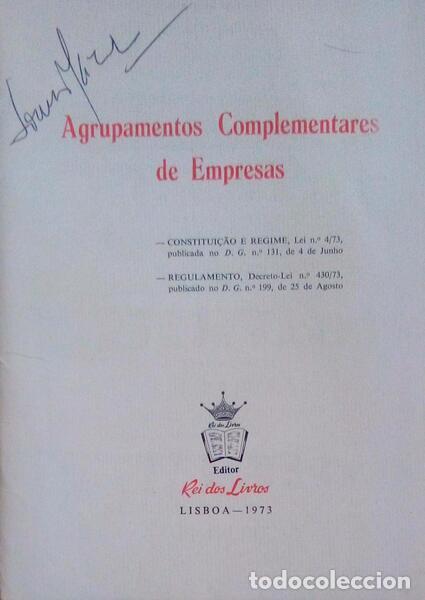 Agrupamentos Complementares
de Empresas
— CONSTITUIÇÃO E REGIME, Lei n.º 4/73,
publicada no D. G. n.º 131, de 4 de Junho
— REGULAMENTO, Decreto-Lei n.º 430/73,
publicado no D. G. n.º 199, de 25 de Agosto
Rei dos Livros
Editor
Rei dos Livros
LISBOA — 1973
todocoleccion